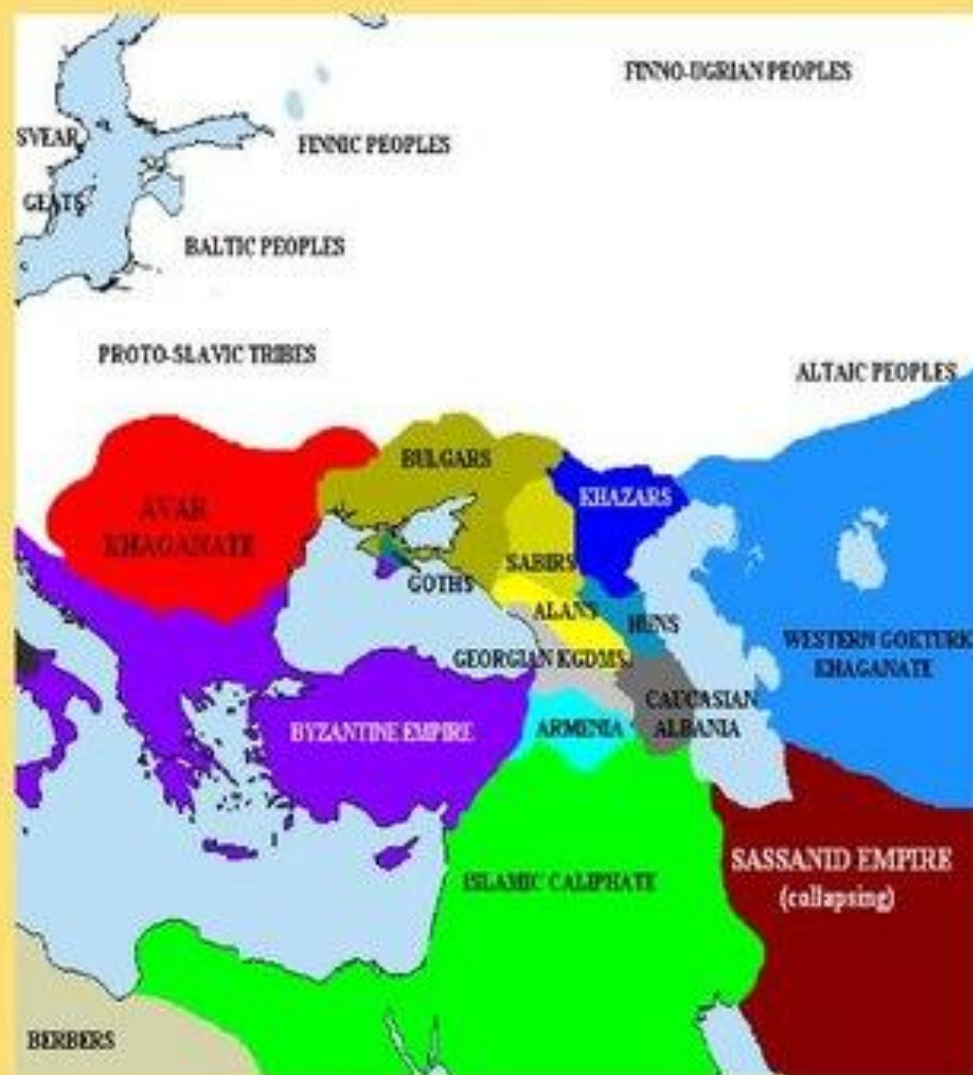 FINNO-UGRIAN PEOPLES
SVEAR
FINNIC PEOPLES
GEATS
BALTIC PEOPLES
PROTO-SLAVIC TRIBES
ALTAIC PEOPLES
BULGARS
KHAZARS
AVAR
KHAGANATE
SABIRS
GOTHS
ALANS
HUNS
WESTERN GOKTURK
KHAGANATE
GEORGIAN KGDMS.
CAUCASIAN
ALBANIA
ARMENIA
BYZANTINE EMPIRE
SASSANID EMPIRE
(collapsing)
ISLAMIC CALIPHATE
BERBERS